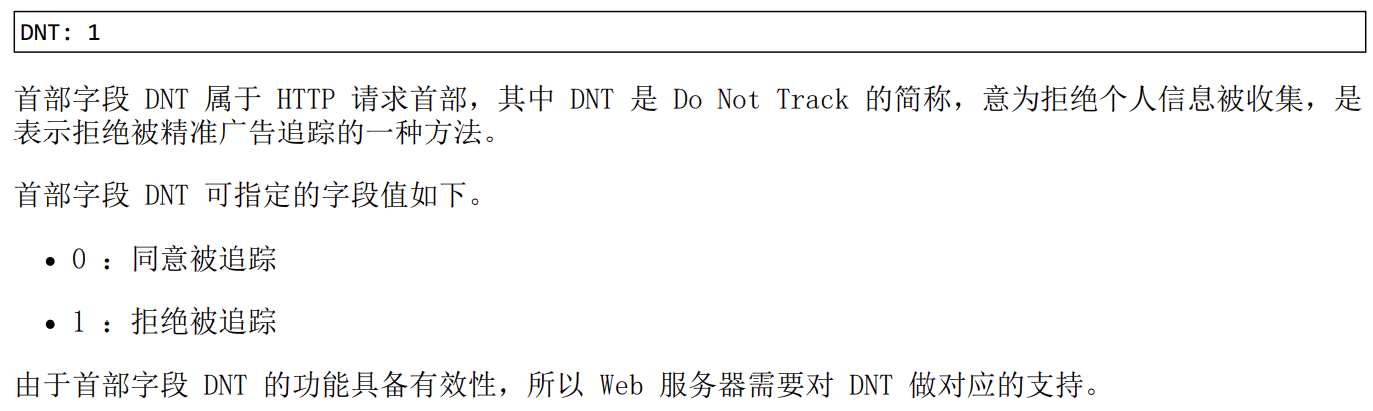 DNT: 1
首部字段 DNT 属于 HTTP 请求首部，其中 DNT 是 Do Not Track 的简称，意为拒绝个人信息被收集，是
表示拒绝被精准广告追踪的一种方法。
首部字段 DNT 可指定的字段值如下。
• 0 ：同意被追踪
• 1 ：拒绝被追踪
由于首部字段 DNT 的功能具备有效性，所以 Web 服务器需要对 DNT 做对应的支持。